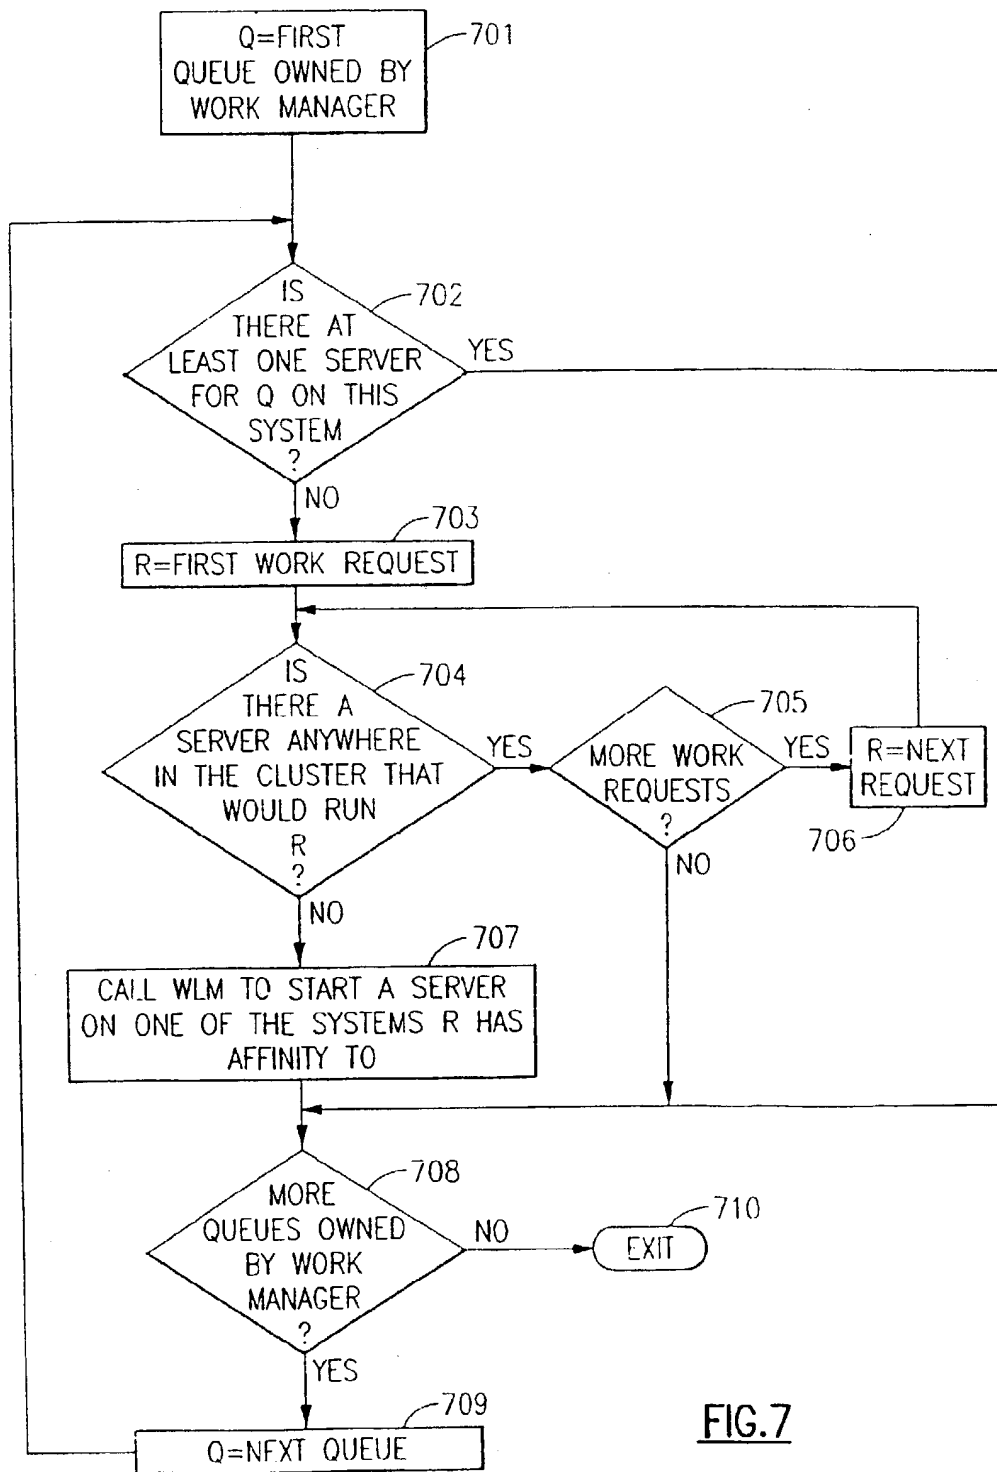 Q=FIRST
QUEUE OWNED BY
WORK MANAGER
701
IS
THERE AT
LEAST ONE SERVER
FOR Q ON THIS
SYSTEM
?
702
YES
NO
703
R=FIRST WORK REQUEST
IS
THERE A
SERVER ANYWHERE
IN THE CLUSTER THAT
WOULD RUN
R
?
704
YES
NO
705
MORE WORK
REQUESTS
?
YES
NO
R=NEXT
REQUEST
706
707
CALL WLM TO START A SERVER
ON ONE OF THE SYSTEMS R HAS
AFFINITY TO
708
MORE
QUEUES OWNED
BY WORK
MANAGER
?
NO
710
EXIT
YES
709
Q=NEXT QUEUE
FIG.7